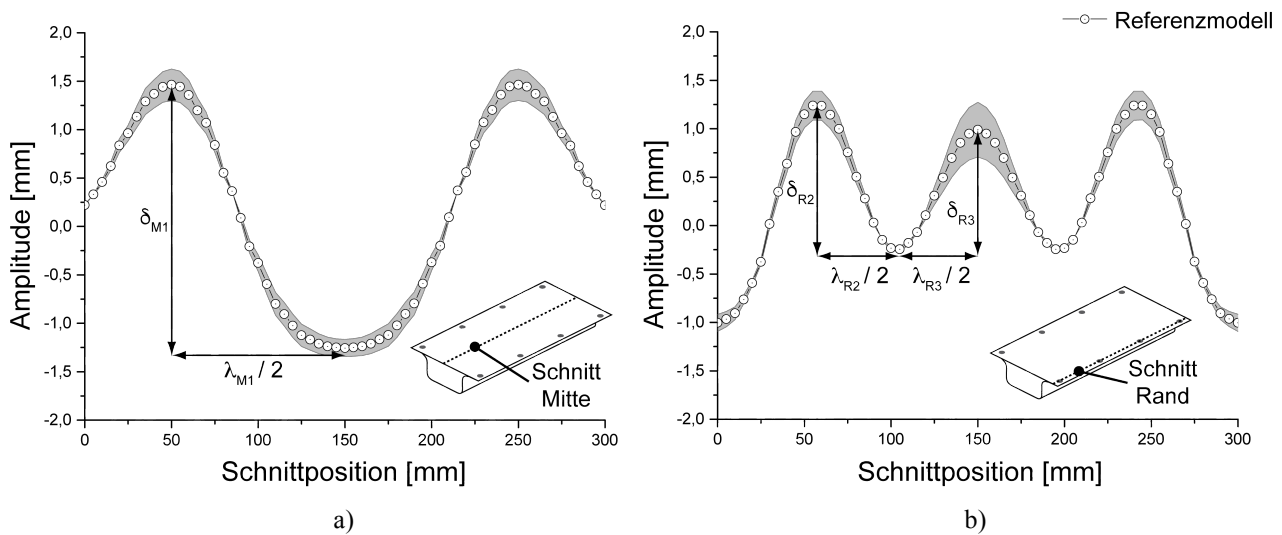 Referenzmodell
Amplitude [mm]
2,0
1,5
1,0
0,5
0,0
-0,5
-1,0
-1,5
-2,0
δM1
λM1 / 2
Schnitt
Mitte
0 50 100 150 200 250 300
Schnittposition [mm]
a)
Amplitude [mm]
2,0
1,5
1,0
0,5
0,0
-0,5
-1,0
-1,5
-2,0
δR2
δR3
λR2 / 2 λR3 / 2
Schnitt
Rand
0 50 100 150 200 250 300
Schnittposition [mm]
b)